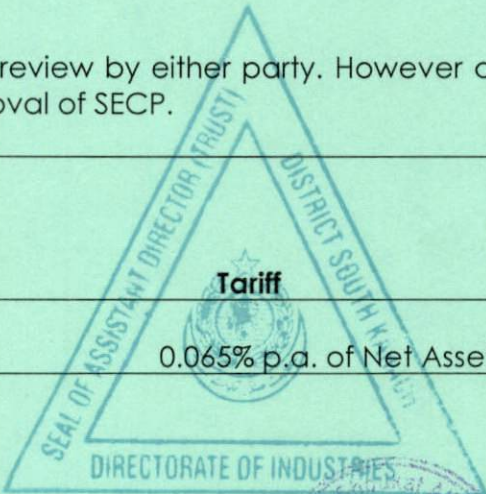 review by either party. However
oval of SECP.
Tariff
0.065% p.a. of Net Asse
SEAL OF ASSISTANT DIRECTOR (TRUST)
DISTRICT SOUTH
DIRECTORATE OF INDUSTRIES